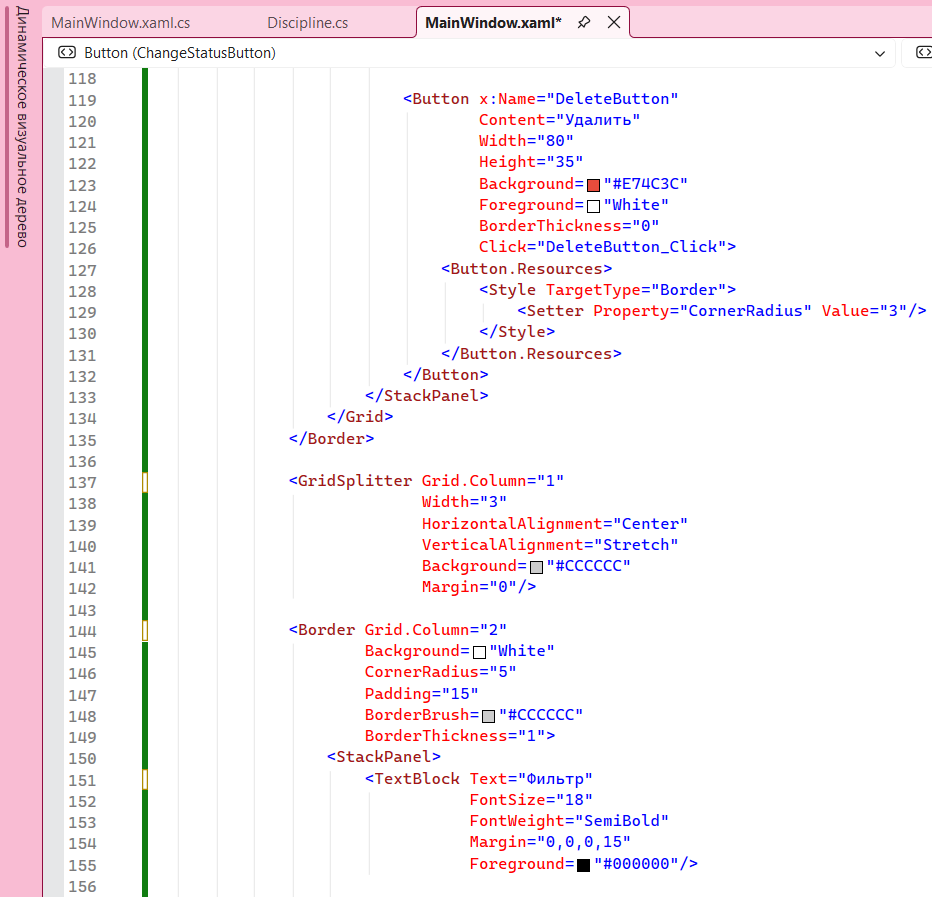 Динамическое визуальное дерево
MainWindow.xaml.cs Discipline.cs MainWindow.xaml*
Button (ChangeStatusButton)
118
119 <Button x:Name="DeleteButton"
120 Content="Удалить"
121 Width="80"
122 Height="35"
123 Background="#E74C3C"
124 Foreground="White"
125 BorderThickness="0"
126 Click="DeleteButton_Click">
127 <Button.Resources>
128 <Style TargetType="Border">
129 <Setter Property="CornerRadius" Value="3"/>
130 </Style>
131 </Button.Resources>
132 </Button>
133 </StackPanel>
134 </Grid>
135 </Border>
136
137 <GridSplitter Grid.Column="1"
138 Width="3"
139 HorizontalAlignment="Center"
140 VerticalAlignment="Stretch"
141 Background="#CCCCCC"
142 Margin="0"/>
143
144 <Border Grid.Column="2"
145 Background="White"
146 CornerRadius="5"
147 Padding="15"
148 BorderBrush="#CCCCCC"
149 BorderThickness="1">
150 <StackPanel>
151 <TextBlock Text="Фильтр"
152 FontSize="18"
153 FontWeight="SemiBold"
154 Margin="0,0,0,15"
155 Foreground="#000000"/>
156